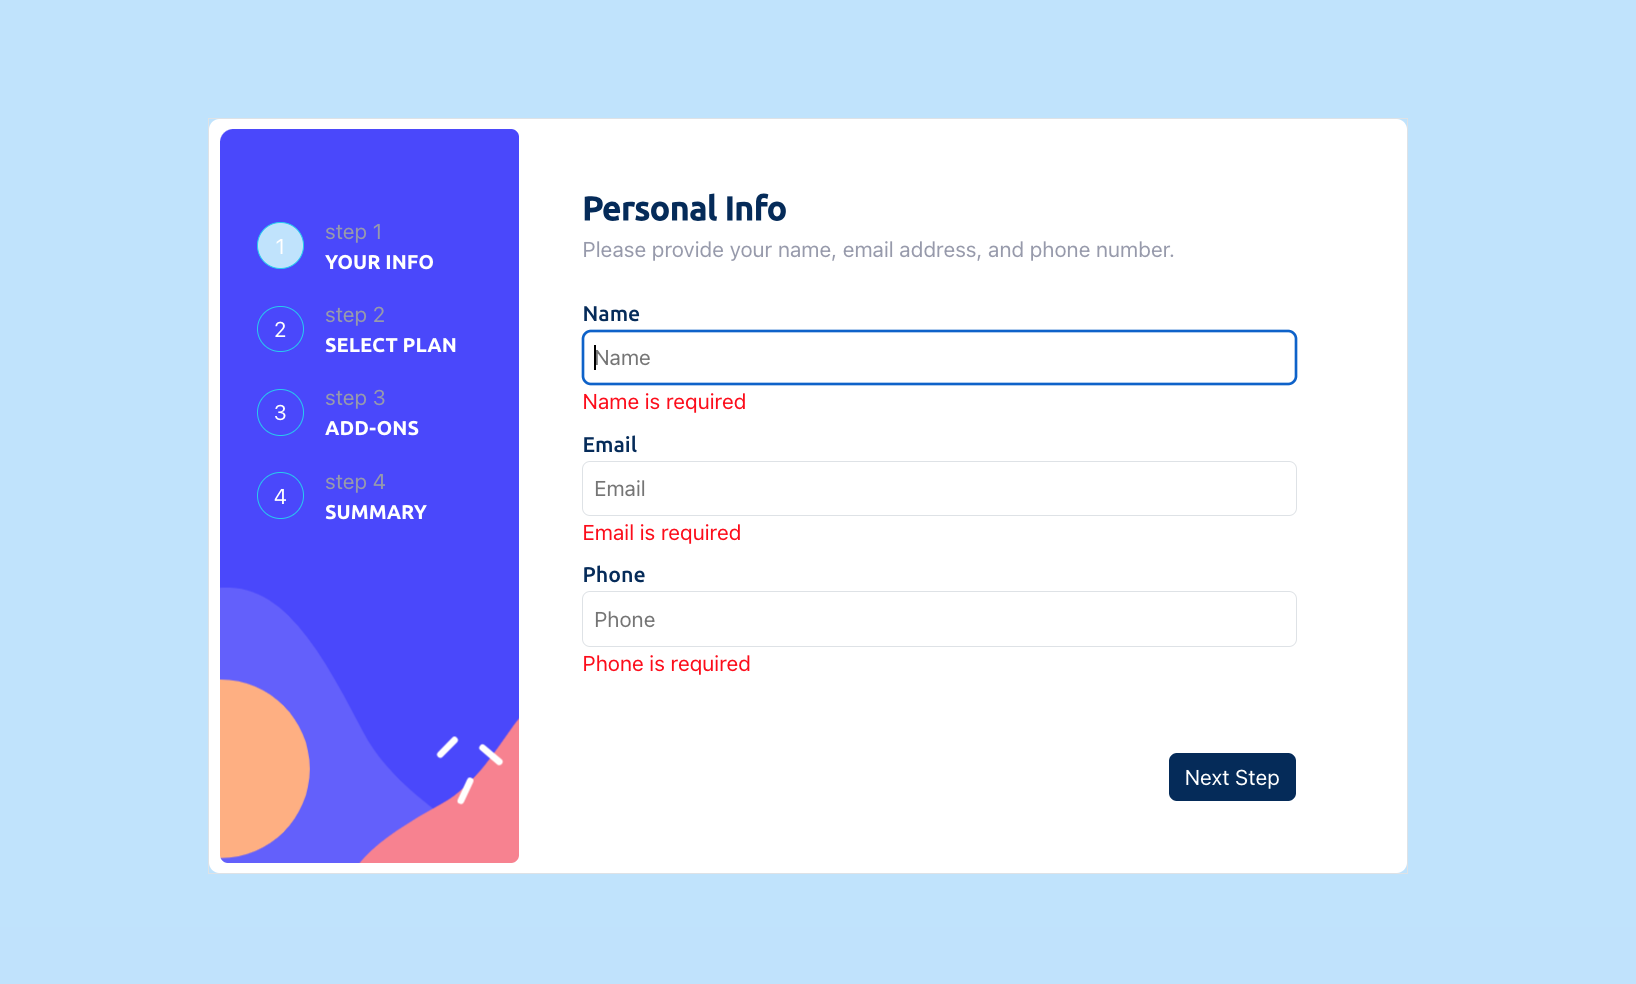 1
step 1
YOUR INFO
2
step 2
SELECT PLAN
3
step 3
ADD-ONS
4
step 4
SUMMARY
Personal Info
Please provide your name, email address, and phone number.
Name
Name
Name is required
Email
Email
Email is required
Phone
Phone
Phone is required
Next Step